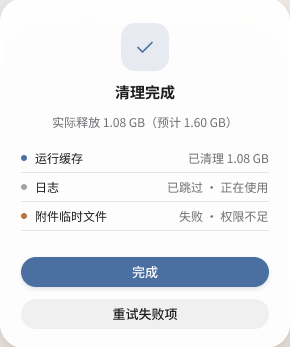 清理完成
实际释放 1.08 GB（预计 1.60 GB）
运行缓存 已清理 1.08 GB
日志 已跳过 · 正在使用
附件临时文件 失败 · 权限不足
完成
重试失败项